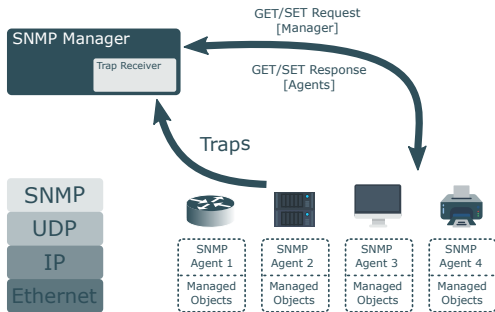 SNMP Manager
Trap Receiver
GET/SET Request
[Manager]
GET/SET Response
[Agents]
Traps
SNMP
UDP
IP
Ethernet
SNMP
Agent 1
Managed
Objects
SNMP
Agent 2
Managed
Objects
SNMP
Agent 3
Managed
Objects
SNMP
Agent 4
Managed
Objects